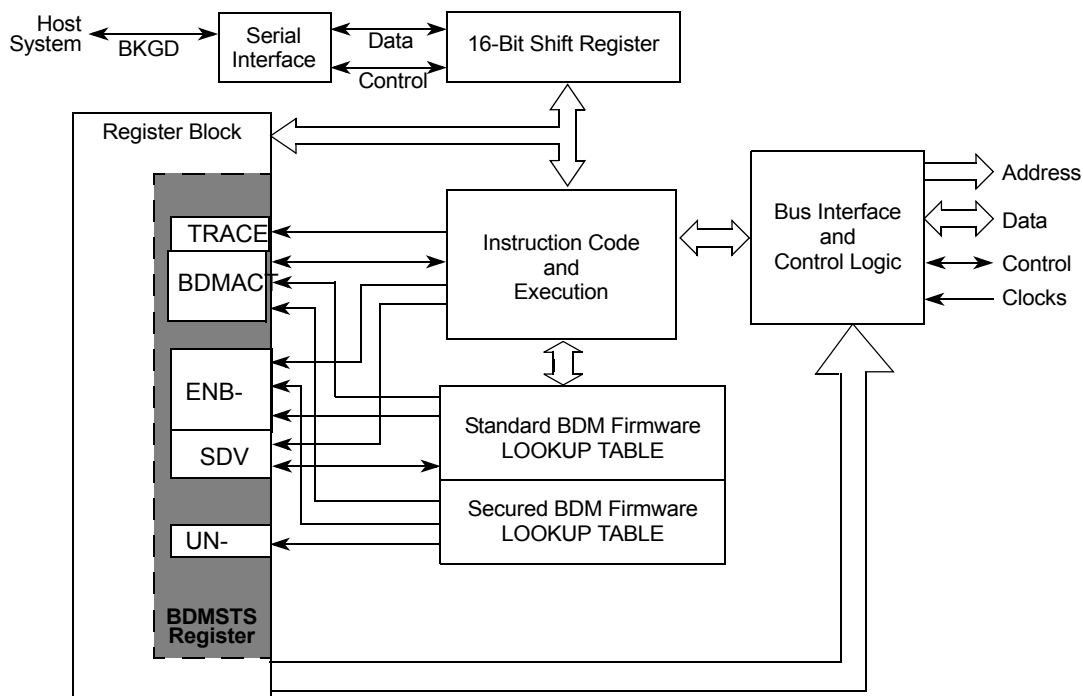 Host
System
BKGD
Serial
Interface
Data
Control
16-Bit Shift Register
Register Block
TRACE
BDMACT
ENB-
SDV
UN-
BDMSTS
Register
Instruction Code
and
Execution
Standard BDM Firmware
LOOKUP TABLE
Secured BDM Firmware
LOOKUP TABLE
Bus Interface
and
Control Logic
Address
Data
Control
Clocks